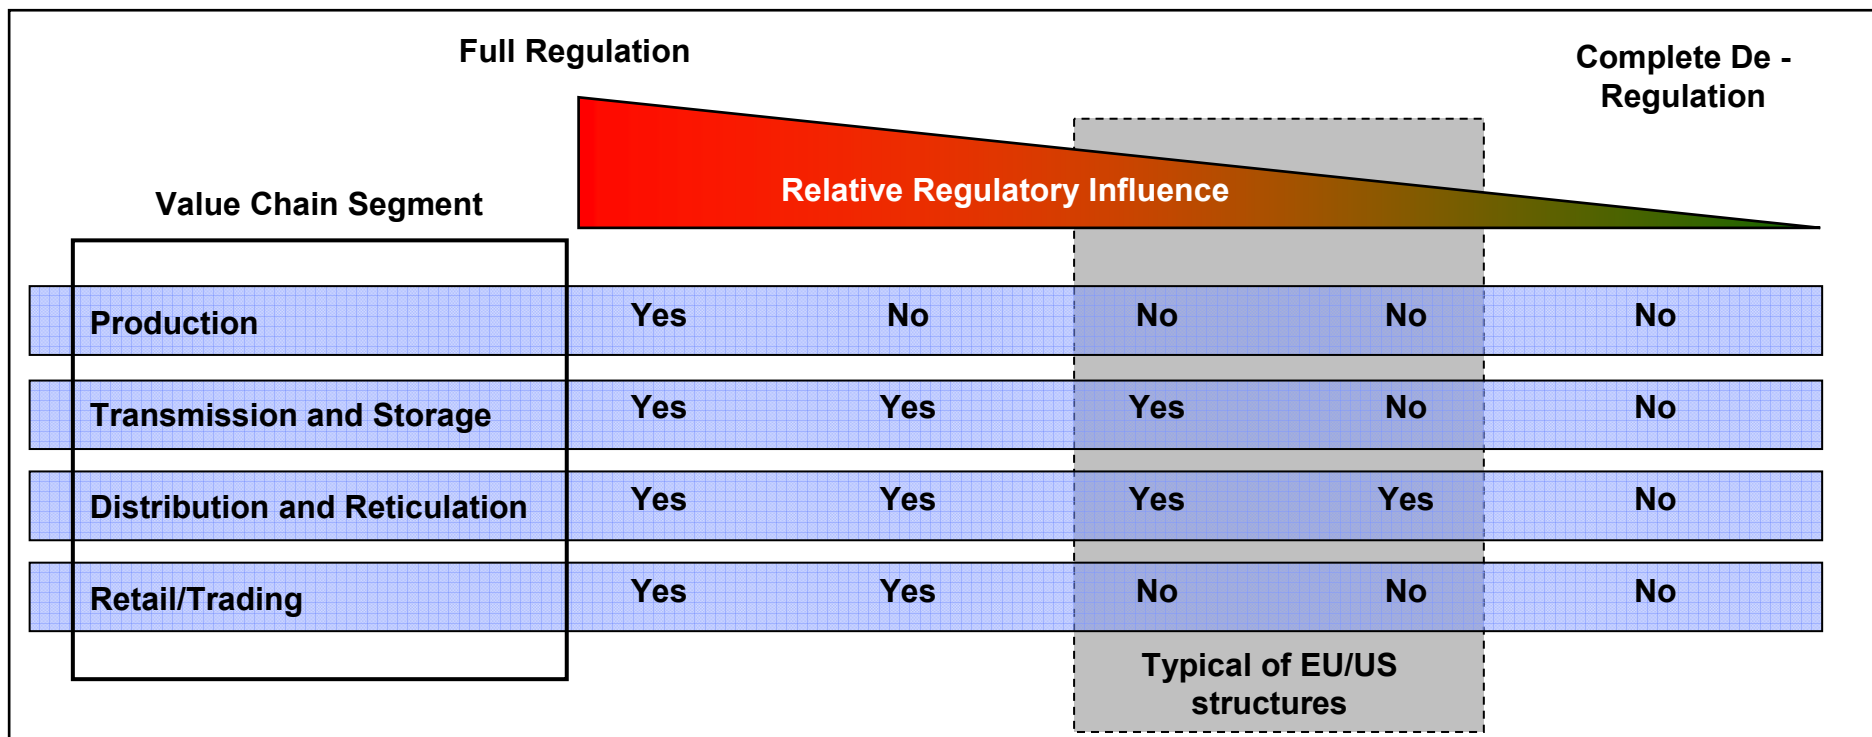 Full Regulation
Complete De -
Regulation
Relative Regulatory Influence
Value Chain Segment
Production Yes No No No No
Transmission and Storage Yes Yes Yes No No
Distribution and Reticulation Yes Yes Yes Yes No
Retail/Trading Yes Yes No No No
Typical of EU/US
structures